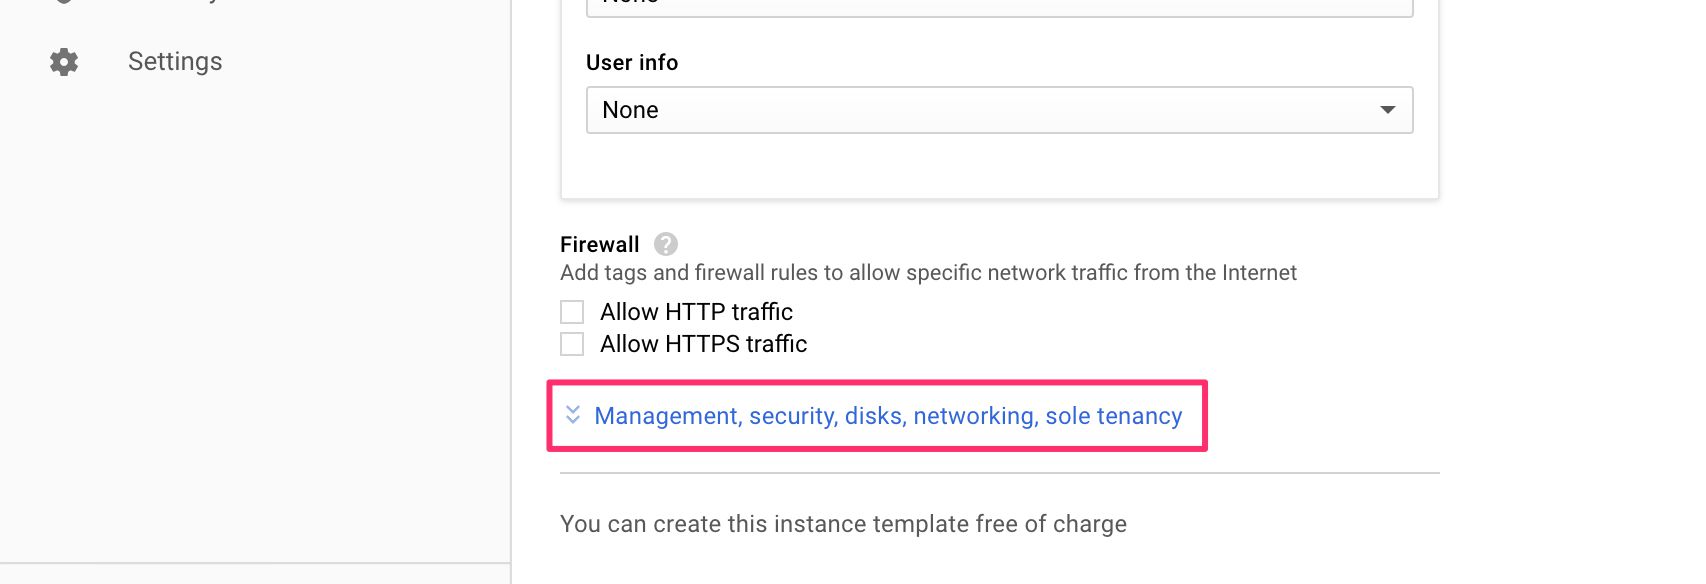 Settings
None
User info
None
Firewall
Add tags and firewall rules to allow specific network traffic from the Internet
Allow HTTP traffic
Allow HTTPS traffic
Management, security, disks, networking, sole tenancy
You can create this instance template free of charge